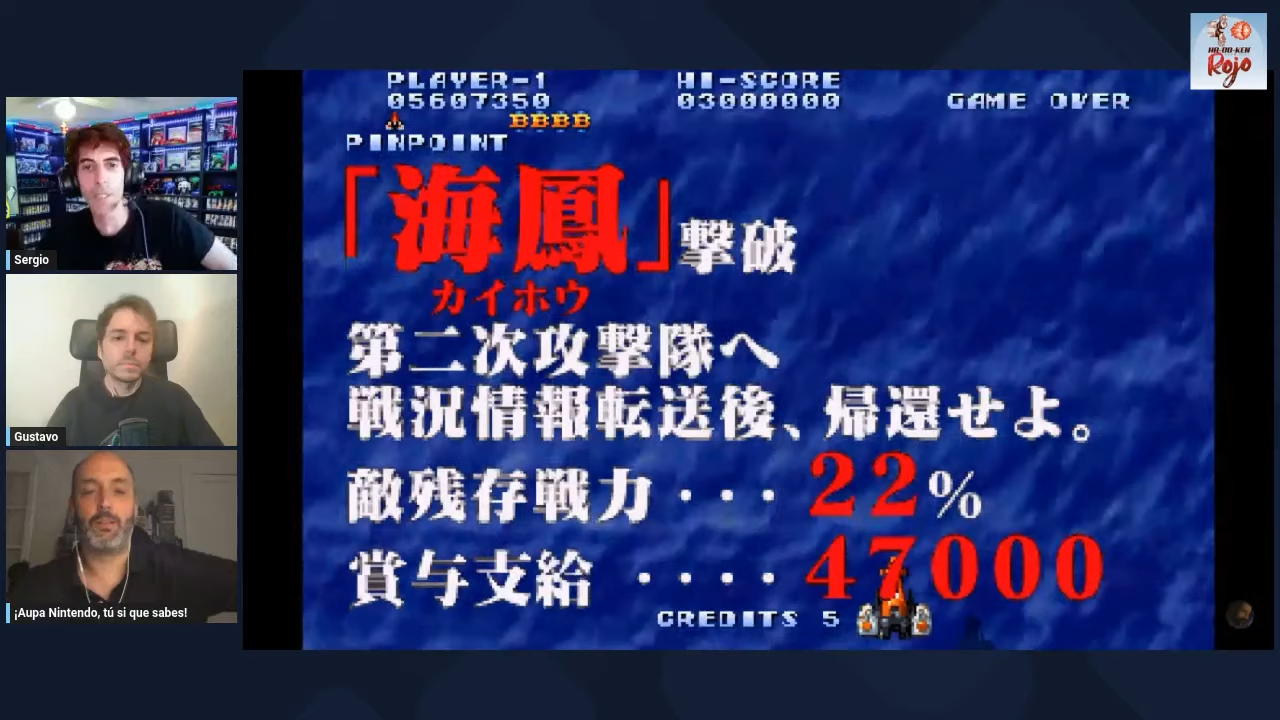 HA-DO-KEN
Rojo
PLAYER-1
HI-SCORE
05607350
03000000
GAME OVER
BBBB
PINPOINT
「海鳳」撃破
カイホウ
第二次攻撃隊へ
戦況情報転送後、帰還せよ。
敵残存戦力・・・22%
賞与支給・・・・47000
CREDITS 5
Sergio
Gustavo
¡Aupa Nintendo, tú si que sabes!